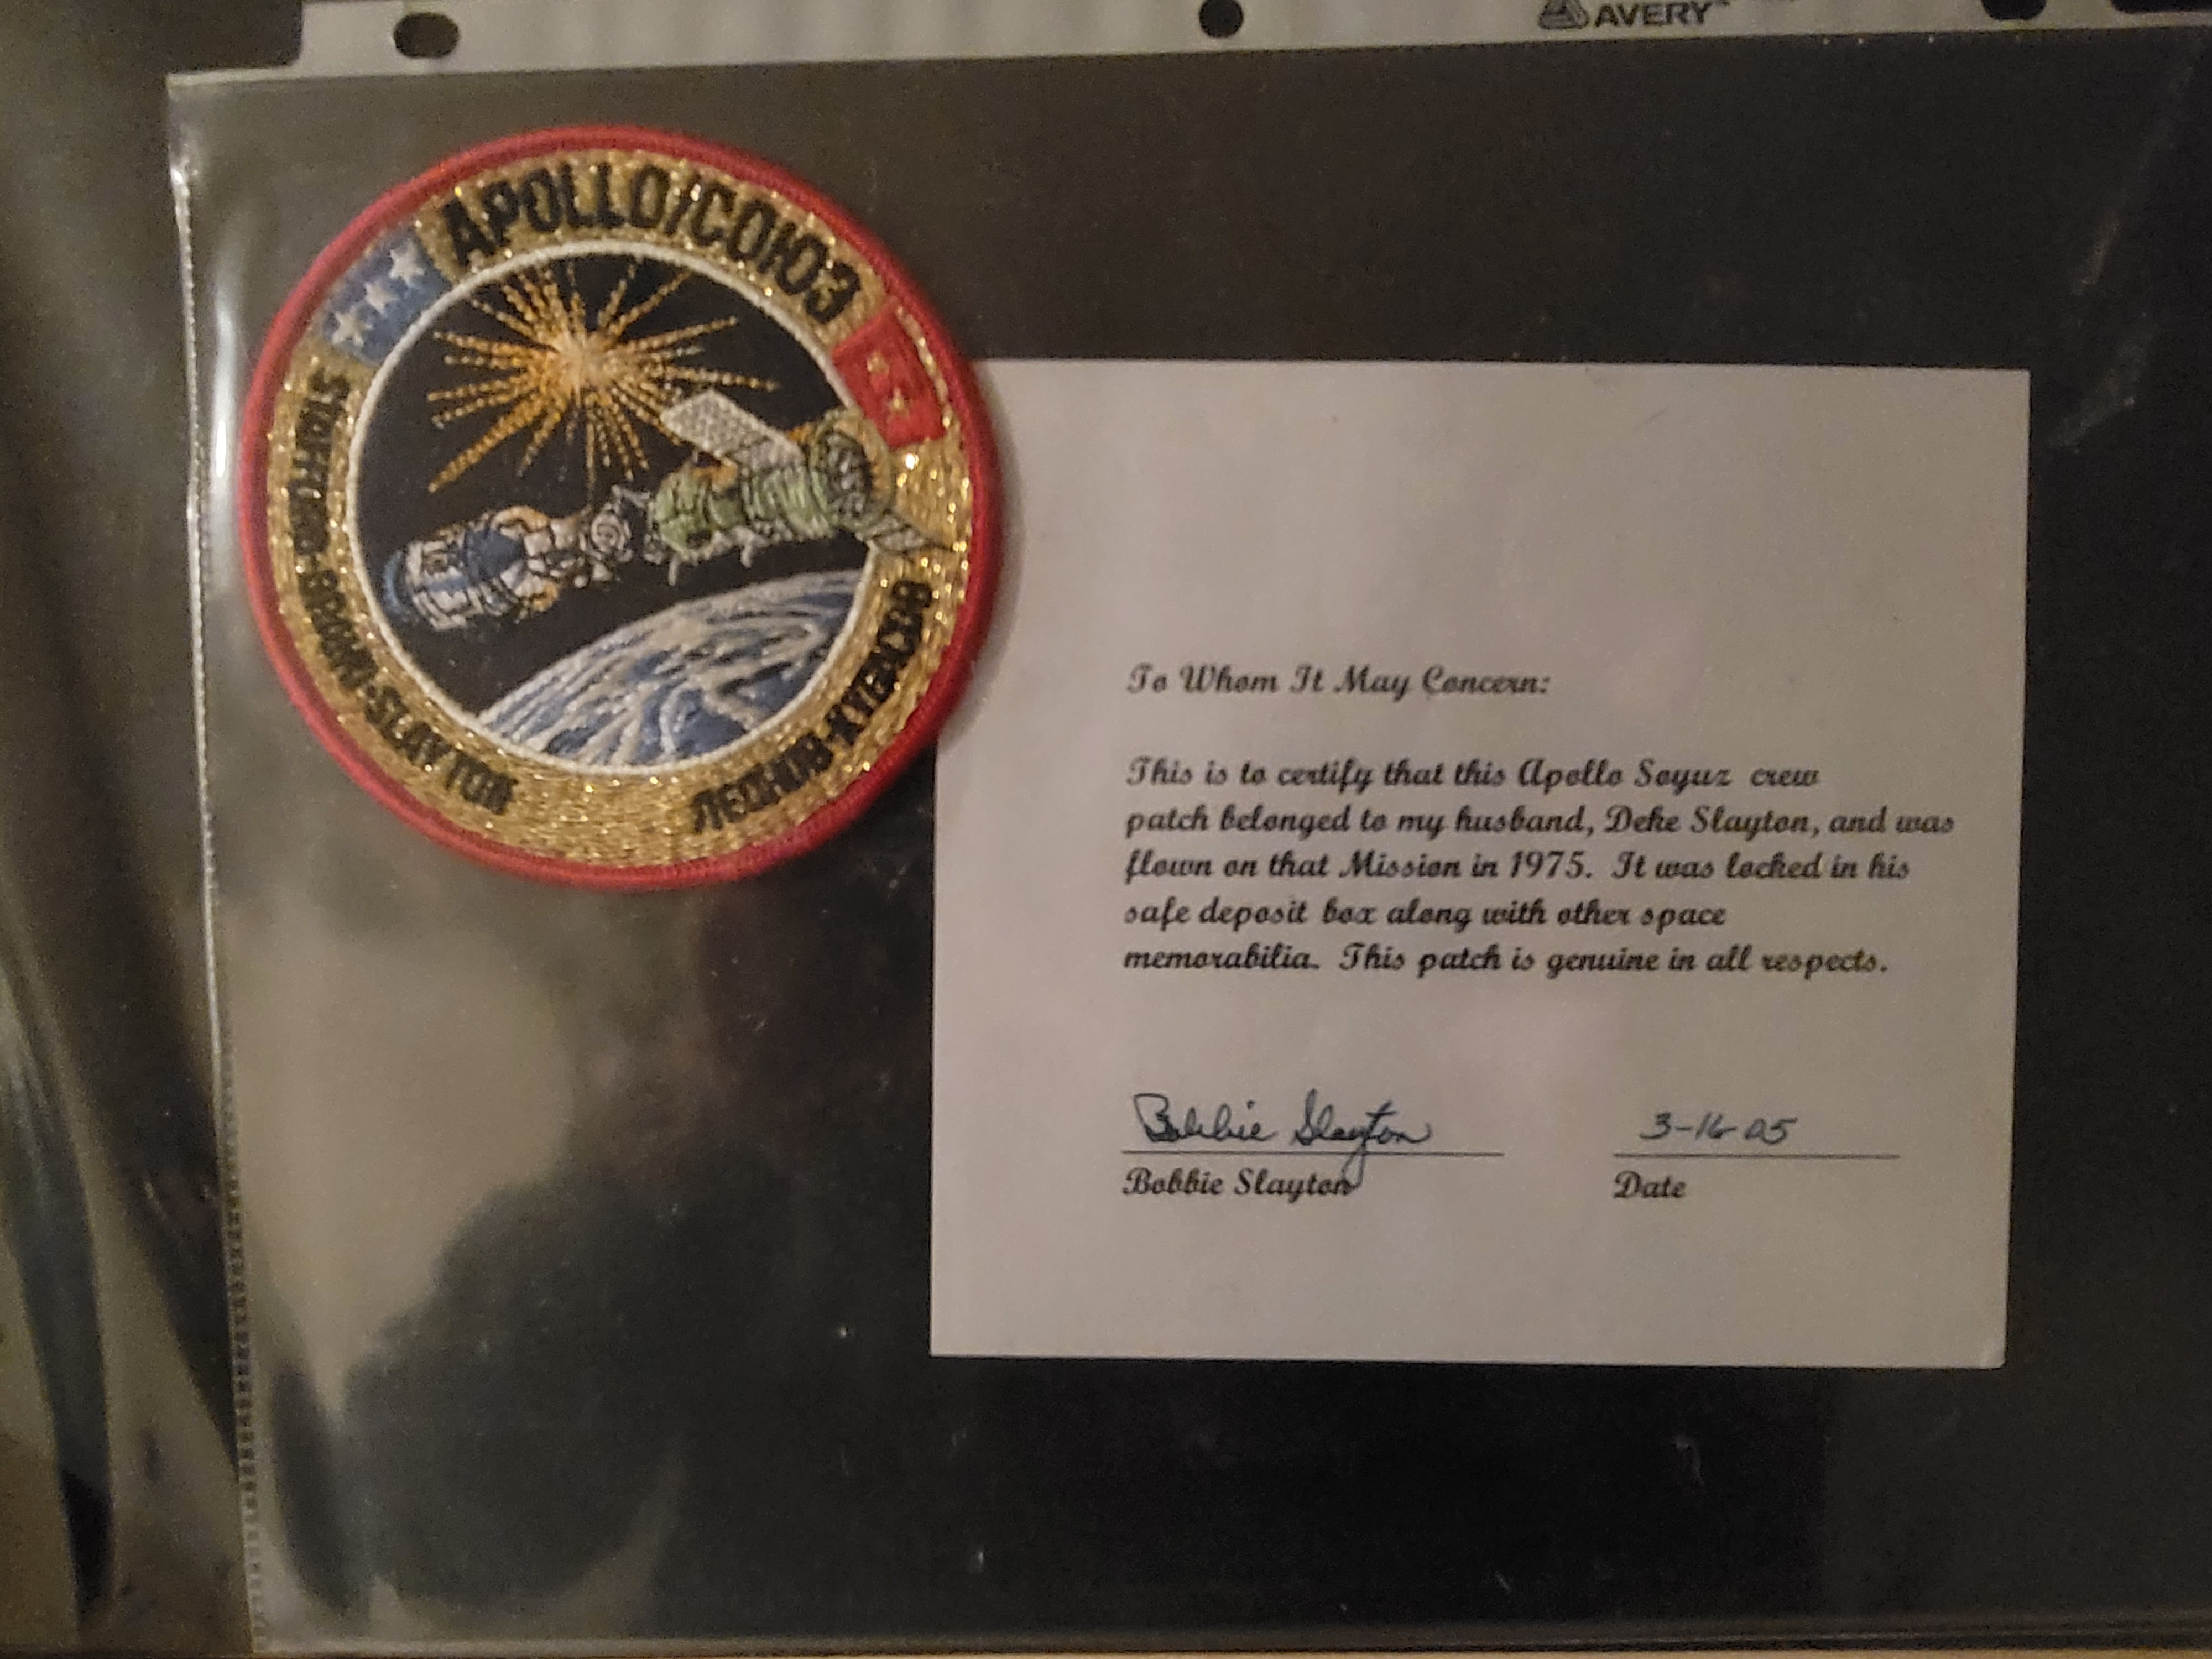 AVERY
APOLLO/СОЮЗ
STAFFORD-BRAND-SLAYTON
ЛЕОНОВ-КУБАСОВ
To Whom It May Concern:
This is to certify that this Apollo Soyuz crew
patch belonged to my husband, Deke Slayton, and was
flown on that Mission in 1975. It was locked in his
safe deposit box along with other space
memorabilia. This patch is genuine in all respects.
Bobbie Slayton 3-16-05
Bobbie Slayton Date